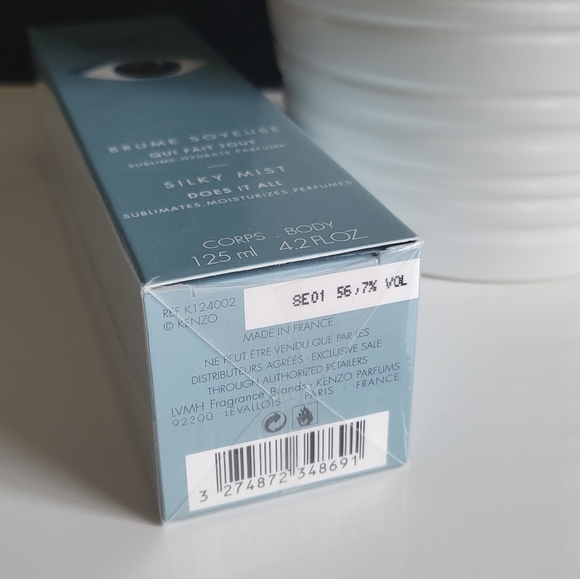 BRUME SOYEUSE
QUI FAIT TOUT
SUBLIME.HYDRATE.PARFUME
SILKY MIST
DOES IT ALL
SUBLIMATES.MOISTURIZES.PERFUMES
CORPS . BODY
125 ml 4.2 FL.OZ.
REF K124002
© KENZO
8E01 56,7% VOL
MADE IN FRANCE
NE PEUT ÊTRE VENDU QUE PAR LES
DISTRIBUTEURS AGRÉÉS - EXCLUSIVE SALE
THROUGH AUTHORIZED RETAILERS
LVMH Fragrance Brands - KENZO PARFUMS
92300 LEVALLOIS - PARIS - FRANCE
3 274872 348691